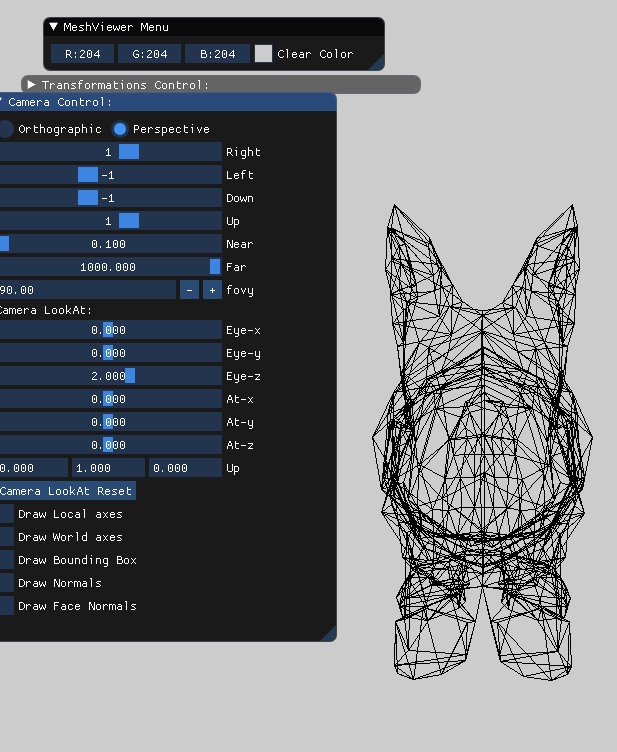 MeshViewer Menu
R:204 G:204 B:204 Clear Color
Transformations Control:
Camera Control:
Orthographic Perspective
1 Right
-1 Left
-1 Down
1 Up
0.100 Near
1000.000 Far
90.00 - + fovy
Camera LookAt:
0.000 Eye-x
0.000 Eye-y
2.000 Eye-z
0.000 At-x
0.000 At-y
0.000 At-z
0.000 1.000 0.000 Up
Camera LookAt Reset
Draw Local axes
Draw World axes
Draw Bounding Box
Draw Normals
Draw Face Normals